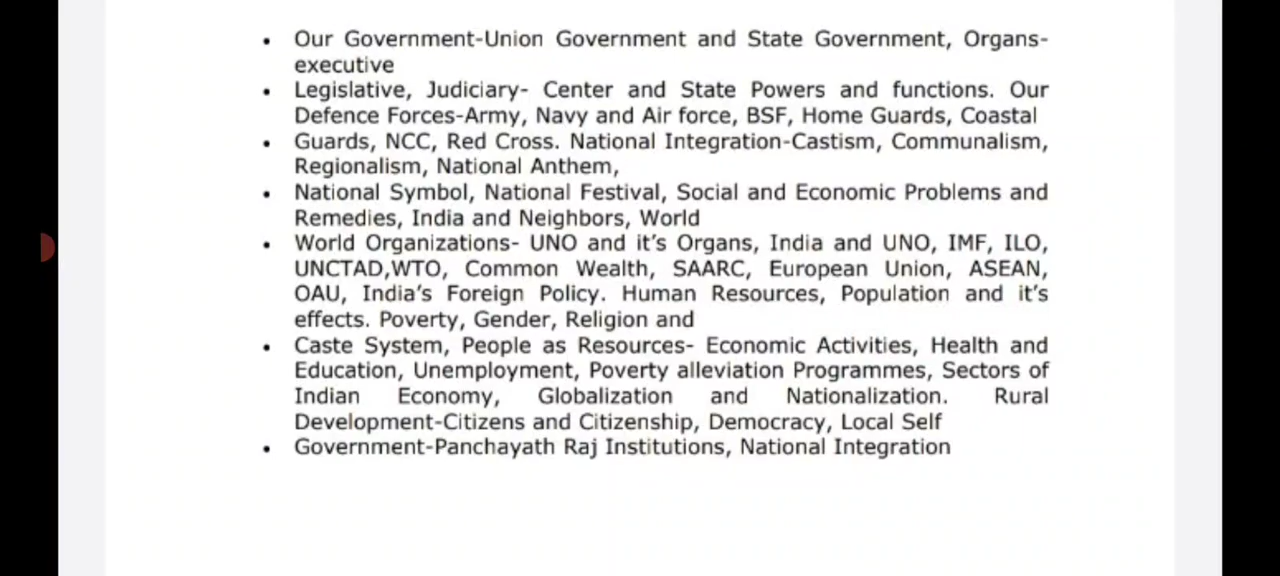 • Our Government-Union Government and State Government, Organs-
executive
• Legislative, Judiciary- Center and State Powers and functions. Our
Defence Forces-Army, Navy and Air force, BSF, Home Guards, Coastal
• Guards, NCC, Red Cross. National Integration-Castism, Communalism,
Regionalism, National Anthem,
• National Symbol, National Festival, Social and Economic Problems and
Remedies, India and Neighbors, World
• World Organizations- UNO and it’s Organs, India and UNO, IMF, ILO,
UNCTAD,WTO, Common Wealth, SAARC, European Union, ASEAN,
OAU, India’s Foreign Policy. Human Resources, Population and it’s
effects. Poverty, Gender, Religion and
• Caste System, People as Resources- Economic Activities, Health and
Education, Unemployment, Poverty alleviation Programmes, Sectors of
Indian Economy, Globalization and Nationalization. Rural
Development-Citizens and Citizenship, Democracy, Local Self
• Government-Panchayath Raj Institutions, National Integration